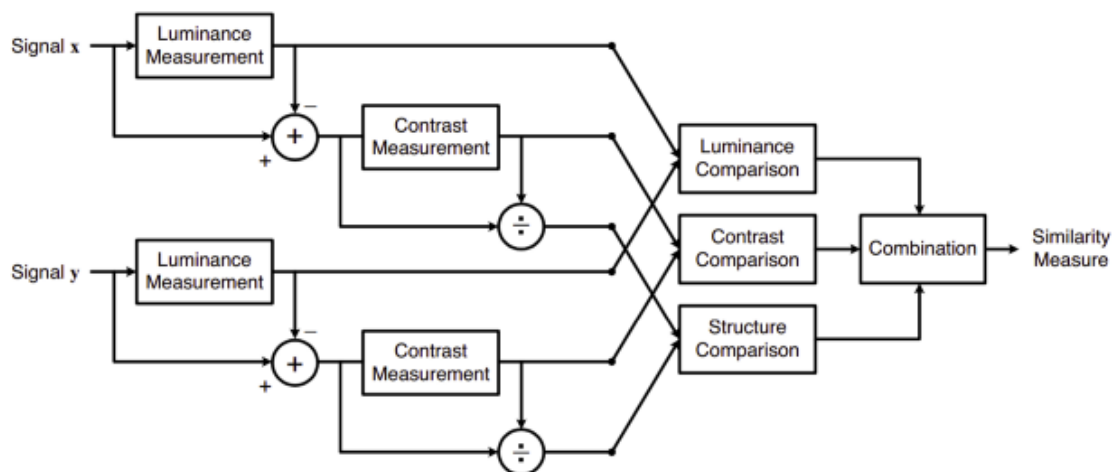 Signal x
Luminance
Measurement
−
+
+
Contrast
Measurement
÷
Luminance
Comparison
Signal y
Luminance
Measurement
Contrast
Comparison
Combination
Similarity
Measure
−
+
+
Contrast
Measurement
Structure
Comparison
÷